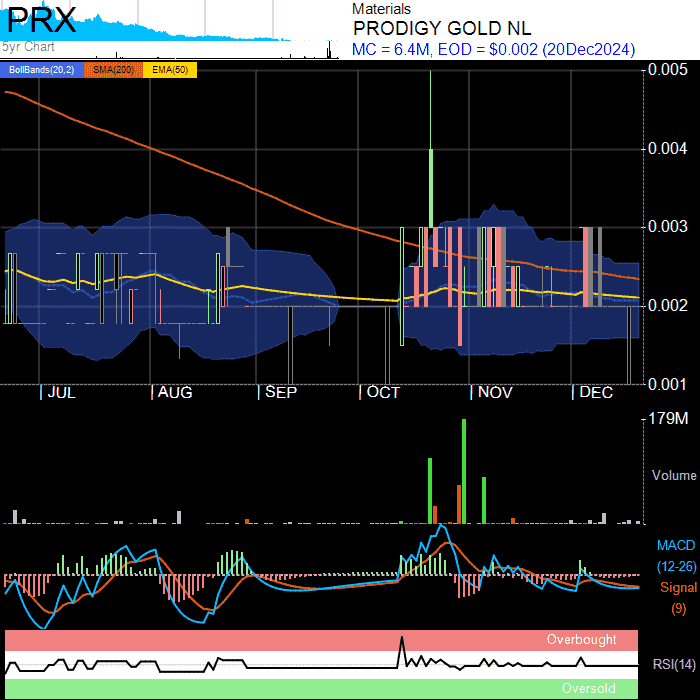 PRX
5yr Chart
Materials
PRODIGY GOLD NL
MC = 6.4M, EOD = $0.002 (20Dec2024)
BollBands(20,2) SMA(200) EMA(50)
0.005
0.004
0.003
0.002
0.001
JUL AUG SEP OCT NOV DEC
179M
Volume
MACD
(12-26)
Signal
(9)
Overbought
RSI(14)
Oversold